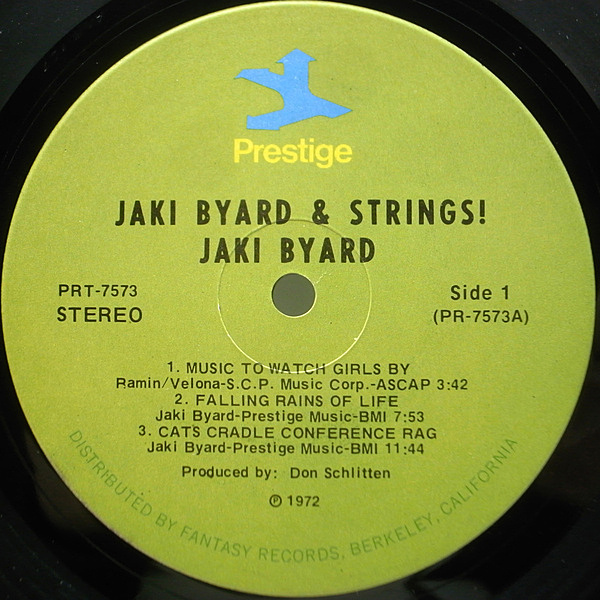 Prestige
JAKI BYARD & STRINGS!
JAKI BYARD
PRT-7573
STEREO
Side 1
(PR-7573A)
1. MUSIC TO WATCH GIRLS BY
Ramin/Velona-S.C.P. Music Corp.-ASCAP 3:42
2. FALLING RAINS OF LIFE
Jaki Byard-Prestige Music-BMI 7:53
3. CAT'S CRADLE CONFERENCE RAG
Jaki Byard-Prestige Music-BMI 11:44
Produced by: Don Schlitten
℗ 1972
DISTRIBUTED BY FANTASY RECORDS, BERKELEY, CALIFORNIA